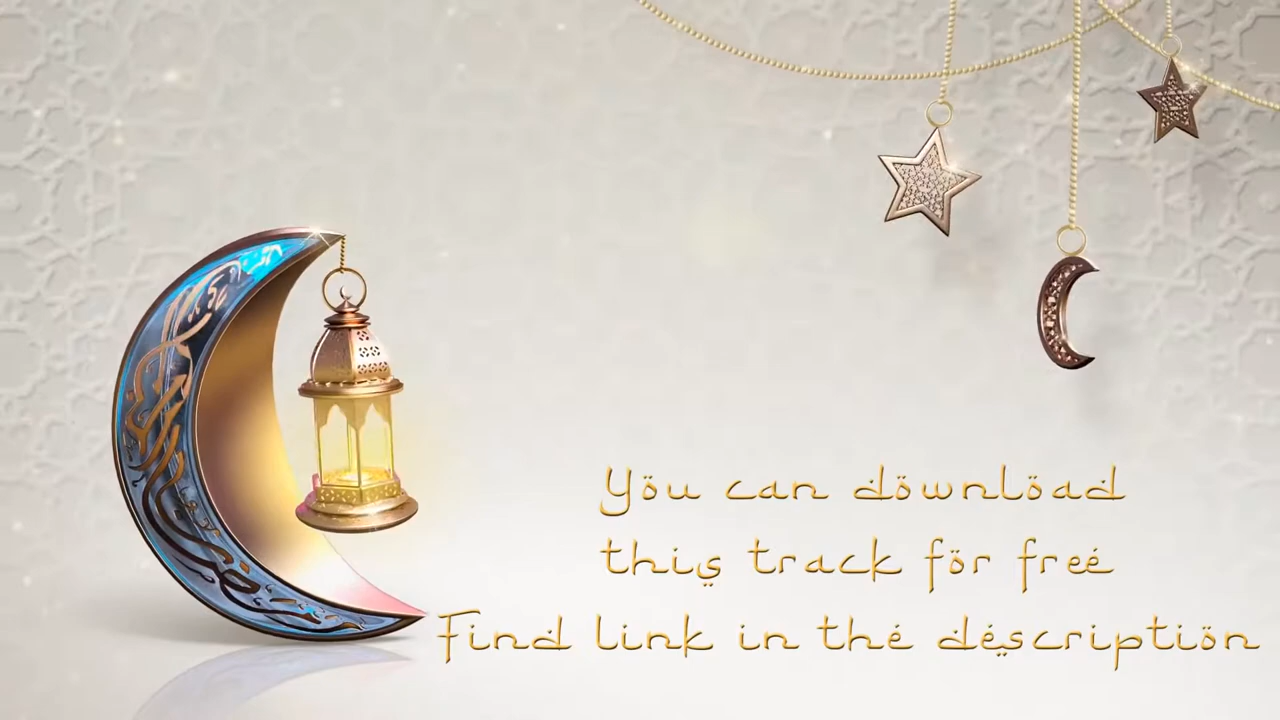 You can download
this track for free
Find link in the description